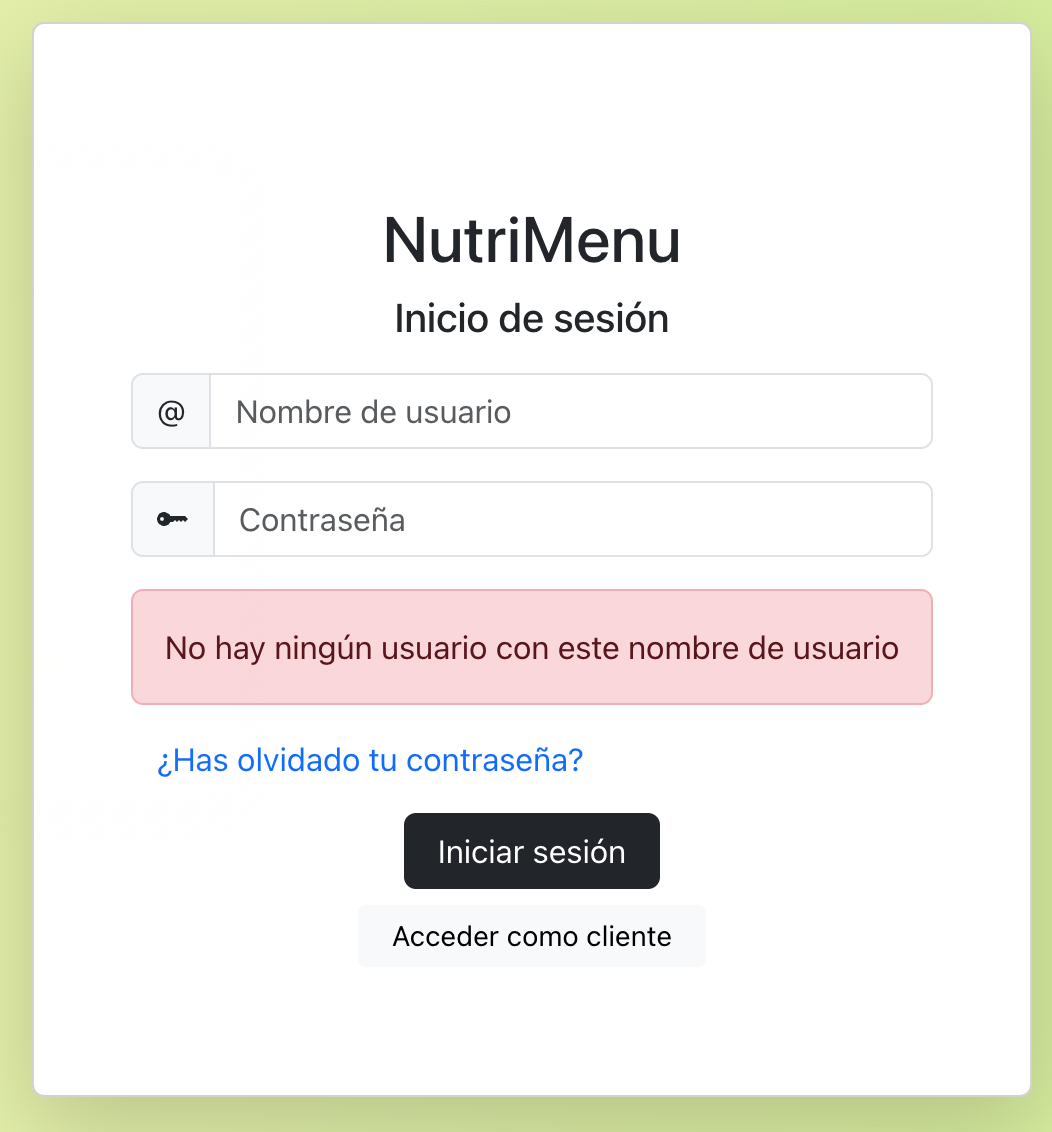 NutriMenu
Inicio de sesión
@ Nombre de usuario
Contraseña
No hay ningún usuario con este nombre de usuario
¿Has olvidado tu contraseña?
Iniciar sesión
Acceder como cliente